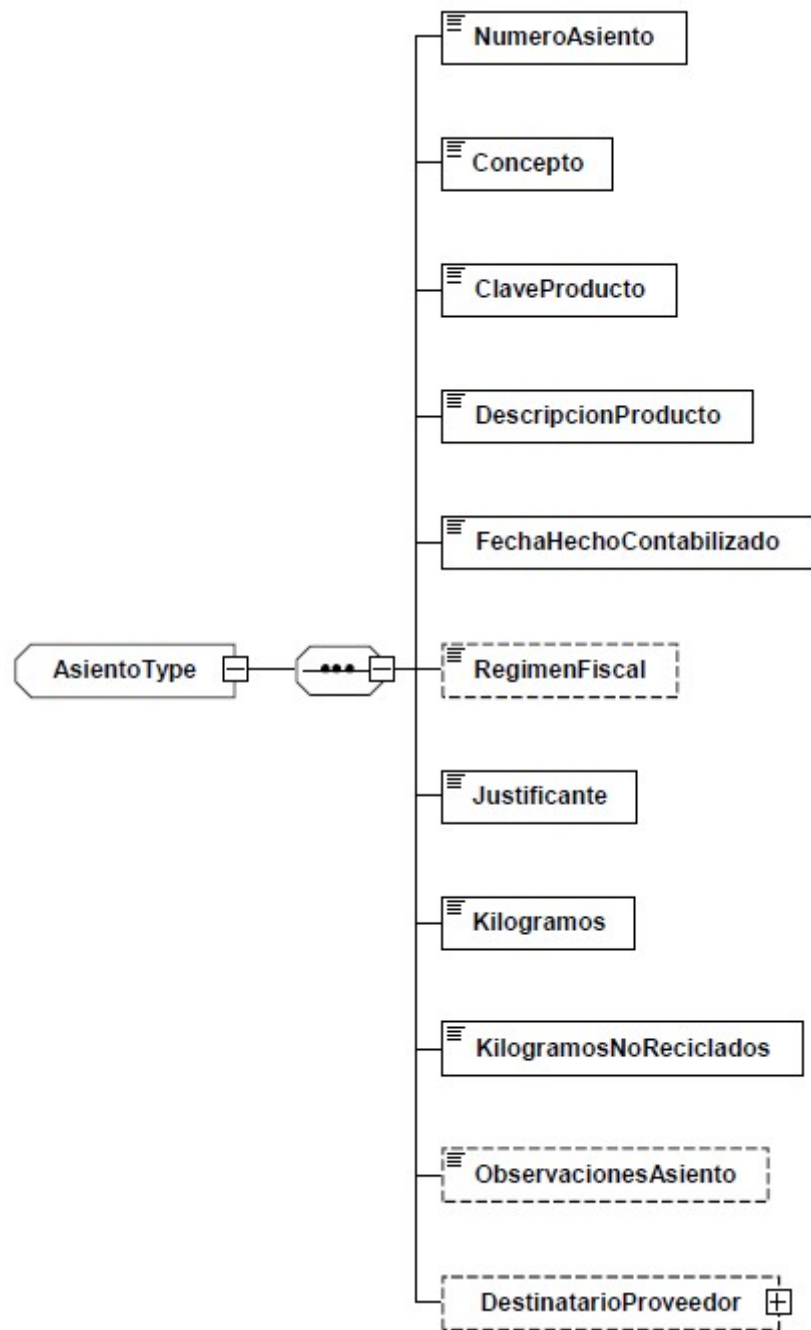 NumeroAsiento
Concepto
ClaveProducto
DescripcionProducto
FechaHechoContabilizado
AsientoType
RegimenFiscal
Justificante
Kilogramos
KilogramosNoReciclados
ObservacionesAsiento
DestinatarioProveedor